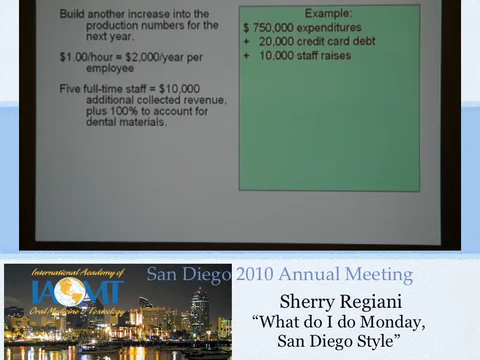 Build another increase into the
production numbers for the
next year.
$1.00/hour = $2,000/year per
employee
Five full-time staff = $10,000
additional collected revenue,
plus 100% to account for
dental materials.
Example:
$ 750,000 expenditures
+ 20,000 credit card debt
+ 10,000 staff raises
International Academy of
IAOMT
Oral Medicine & Toxicology
San Diego 2010 Annual Meeting
Sherry Regiani
“What do I do Monday,
San Diego Style”